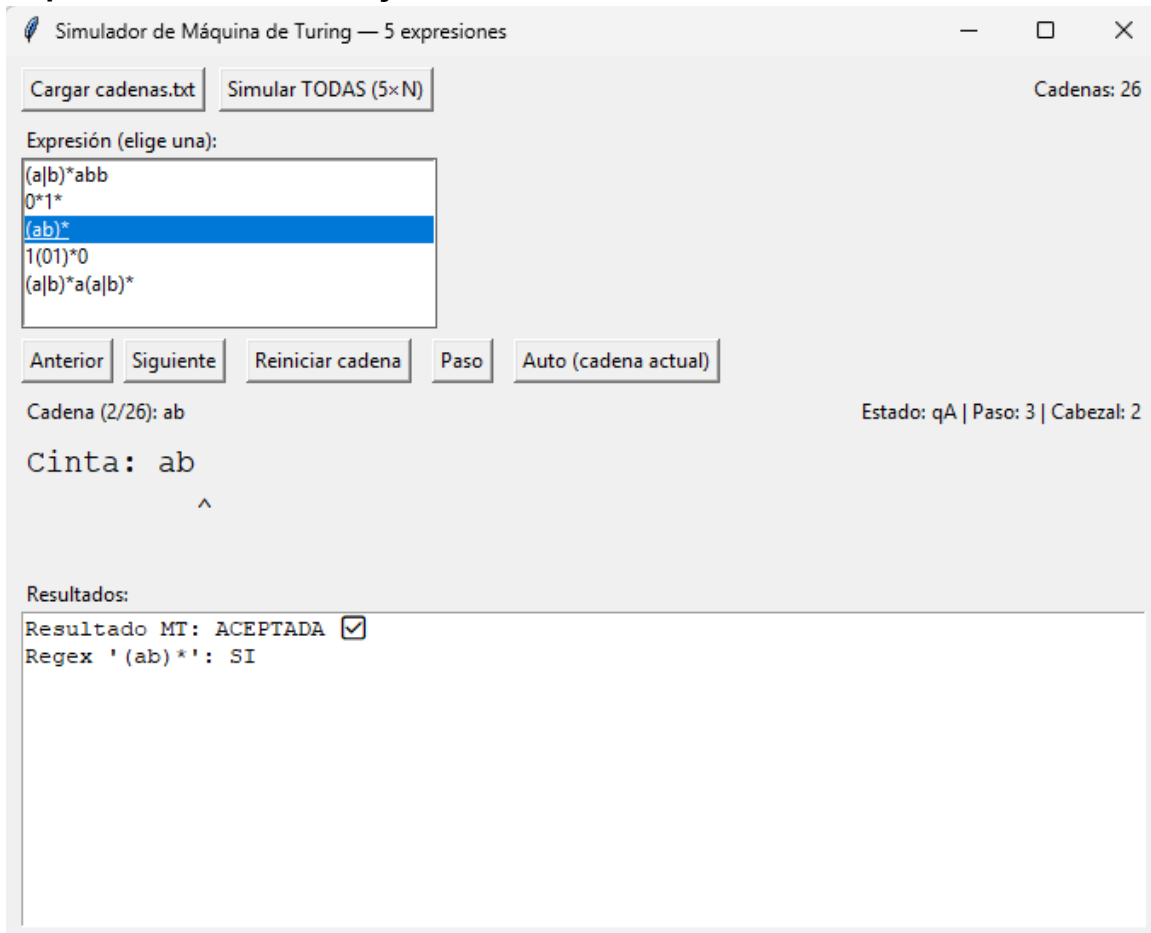 Simulador de Máquina de Turing — 5 expresiones
Cargar cadenas.txt Simular TODAS (5×N) Cadenas: 26
Expresión (elige una):
(a|b)*abb
0*1*
(ab)*
1(01)*0
(a|b)*a(a|b)*
Anterior Siguiente Reiniciar cadena Paso Auto (cadena actual)
Cadena (2/26): ab Estado: qA | Paso: 3 | Cabezal: 2
Cinta: ab
^
Resultados:
Resultado MT: ACEPTADA ☑
Regex '(ab)*': SI